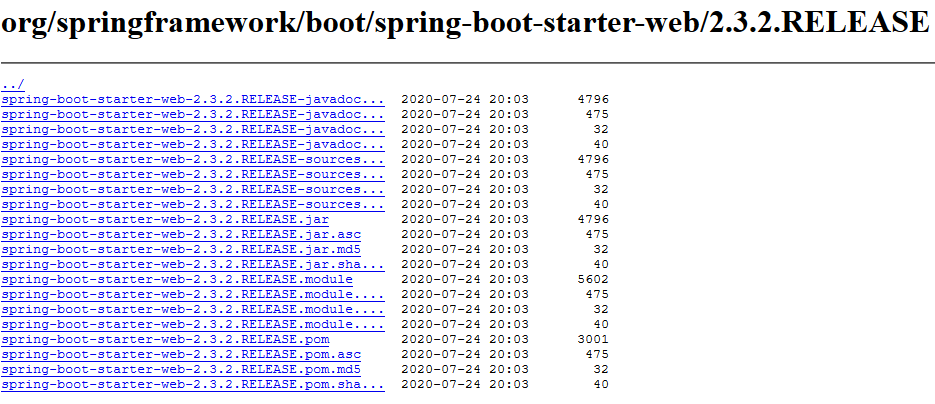 org/springframework/boot/spring-boot-starter-web/2.3.2.RELEASE
../
spring-boot-starter-web-2.3.2.RELEASE-javadoc... 2020-07-24 20:03 4796
spring-boot-starter-web-2.3.2.RELEASE-javadoc... 2020-07-24 20:03 475
spring-boot-starter-web-2.3.2.RELEASE-javadoc... 2020-07-24 20:03 32
spring-boot-starter-web-2.3.2.RELEASE-javadoc... 2020-07-24 20:03 40
spring-boot-starter-web-2.3.2.RELEASE-sources... 2020-07-24 20:03 4796
spring-boot-starter-web-2.3.2.RELEASE-sources... 2020-07-24 20:03 475
spring-boot-starter-web-2.3.2.RELEASE-sources... 2020-07-24 20:03 32
spring-boot-starter-web-2.3.2.RELEASE-sources... 2020-07-24 20:03 40
spring-boot-starter-web-2.3.2.RELEASE.jar 2020-07-24 20:03 4796
spring-boot-starter-web-2.3.2.RELEASE.jar.asc 2020-07-24 20:03 475
spring-boot-starter-web-2.3.2.RELEASE.jar.md5 2020-07-24 20:03 32
spring-boot-starter-web-2.3.2.RELEASE.jar.sha... 2020-07-24 20:03 40
spring-boot-starter-web-2.3.2.RELEASE.module 2020-07-24 20:03 5602
spring-boot-starter-web-2.3.2.RELEASE.module.... 2020-07-24 20:03 475
spring-boot-starter-web-2.3.2.RELEASE.module.... 2020-07-24 20:03 32
spring-boot-starter-web-2.3.2.RELEASE.module.... 2020-07-24 20:03 40
spring-boot-starter-web-2.3.2.RELEASE.pom 2020-07-24 20:03 3001
spring-boot-starter-web-2.3.2.RELEASE.pom.asc 2020-07-24 20:03 475
spring-boot-starter-web-2.3.2.RELEASE.pom.md5 2020-07-24 20:03 32
spring-boot-starter-web-2.3.2.RELEASE.pom.sha... 2020-07-24 20:03 40